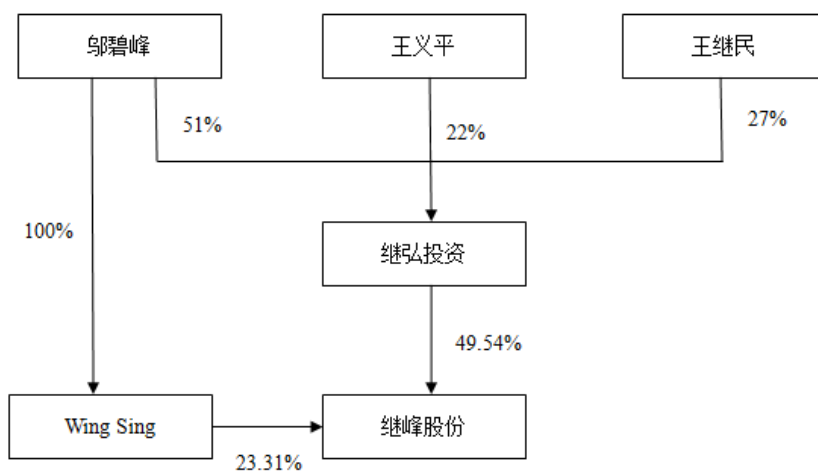 邬碧峰
王义平
王继民
51%
22%
27%
100%
继弘投资
49.54%
Wing Sing
继峰股份
23.31%